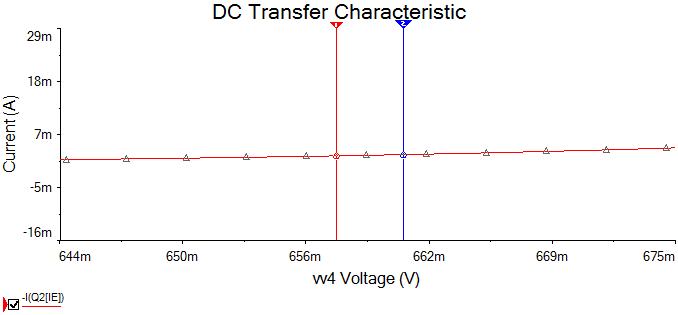 DC Transfer Characteristic
1
2
29m
18m
7m
-5m
-16m
Current (A)
644m 650m 656m 662m 669m 675m
vv4 Voltage (V)
-I(Q2[IE])